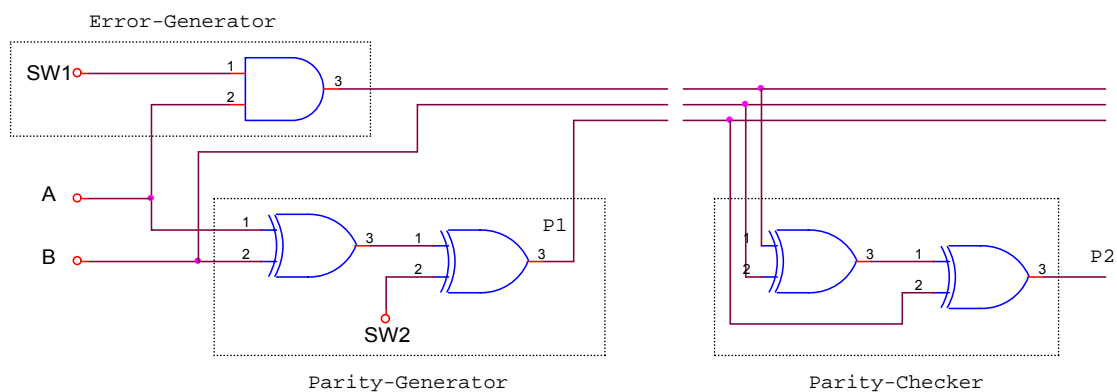 Error-Generator
SW1
1
2
3
A
B
1
2
3
1
2
3
P1
SW2
1
2
3
1
2
3
P2
Parity-Generator
Parity-Checker